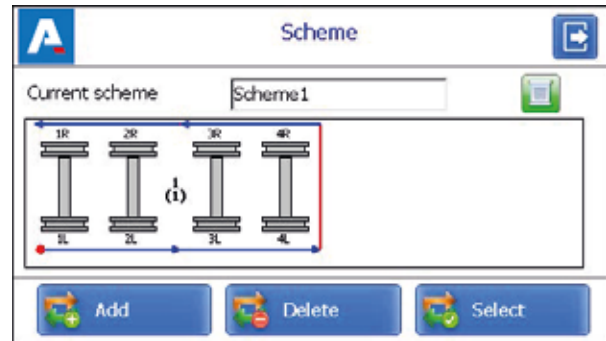 Scheme
Current scheme Scheme1
1R 2R 3R 4R
1
(1)
1L 2L 3L 4L
Add Delete Select